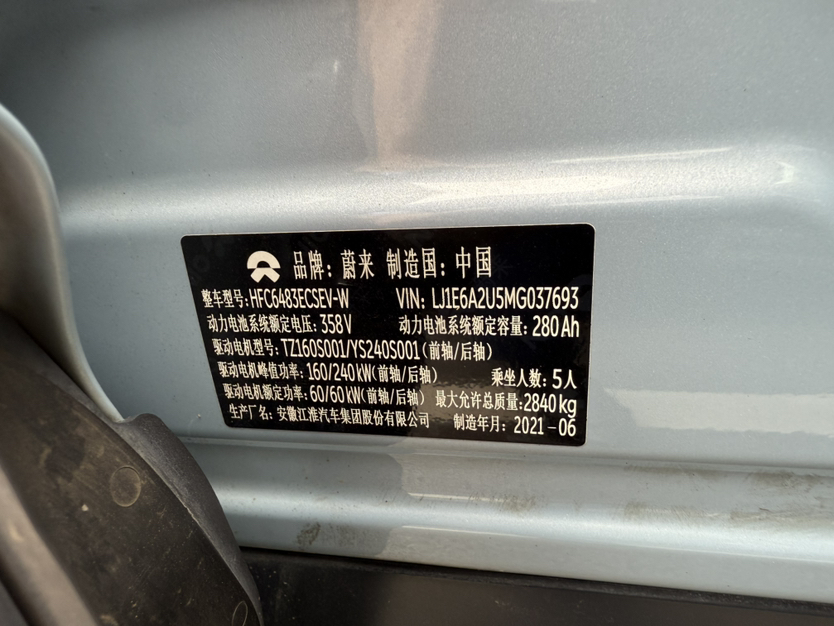 品牌：蔚来 制造国：中国
整车型号：HFC6483ECSEV-W VIN：LJ1E6A2U5MG037693
动力电池系统额定电压：358V 动力电池系统额定容量：280Ah
驱动电机型号：TZ160S001/YS240S001(前轴/后轴)
驱动电机峰值功率：160/240kW(前轴/后轴) 乘坐人数：5人
驱动电机额定功率：60/60kW(前轴/后轴) 最大允许总质量：2840kg
生产厂名：安徽江淮汽车集团股份有限公司 制造年月：2021-06